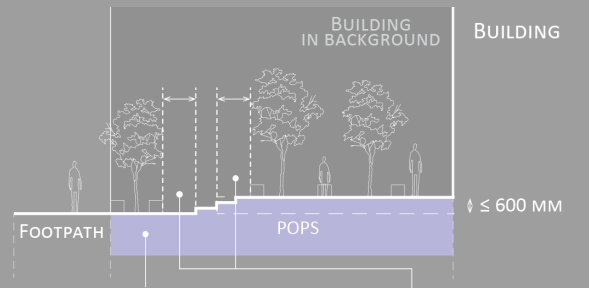 BUILDING
IN BACKGROUND
BUILDING
≤ 600 MM
FOOTPATH
POPS